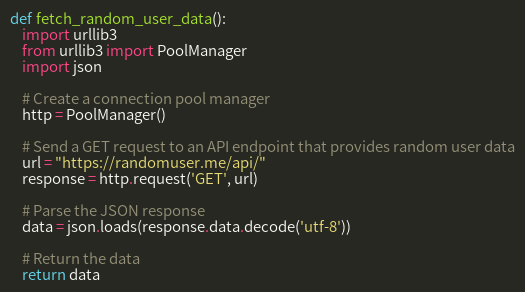 def fetch_random_user_data():
    import urllib3
    from urllib3 import PoolManager
    import json

    # Create a connection pool manager
    http = PoolManager()

    # Send a GET request to an API endpoint that provides random user data
    url = "https://randomuser.me/api/"
    response = http.request('GET', url)

    # Parse the JSON response
    data = json.loads(response.data.decode('utf-8'))

    # Return the data
    return data